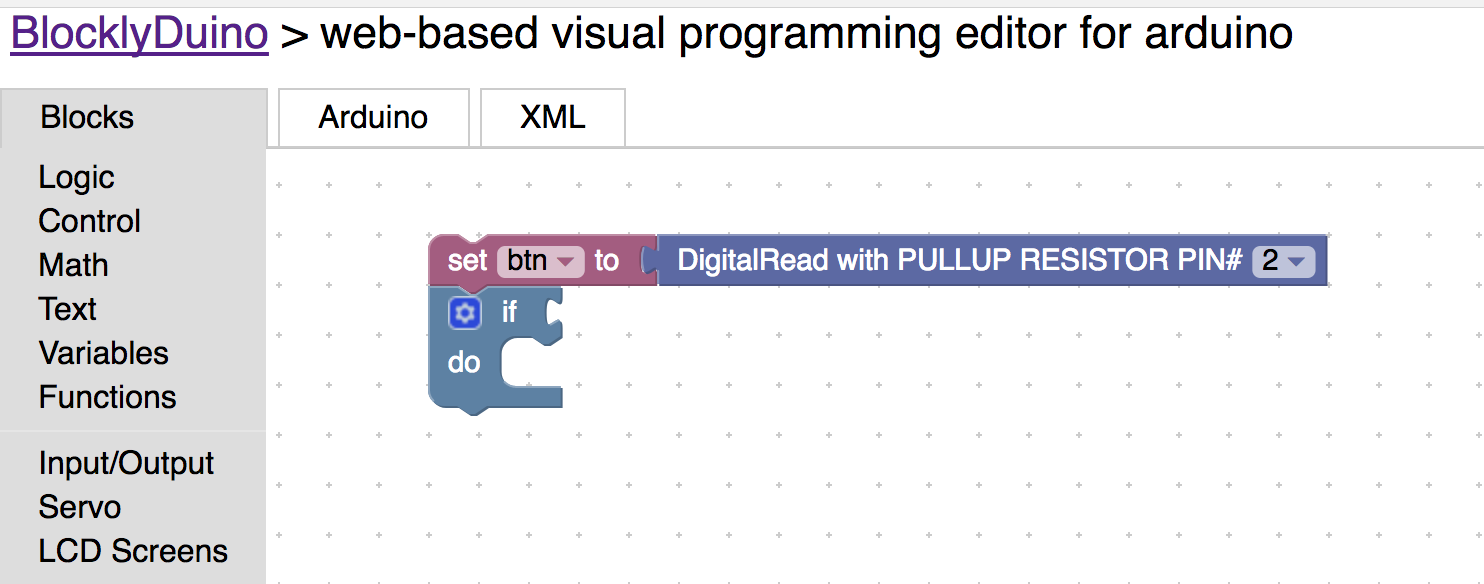 BlocklyDuino > web-based visual programming editor for arduino
Blocks
Arduino
XML
Logic
Control
Math
Text
Variables
Functions
Input/Output
Servo
LCD Screens
set btn to DigitalRead with PULLUP RESISTOR PIN# 2
if
do